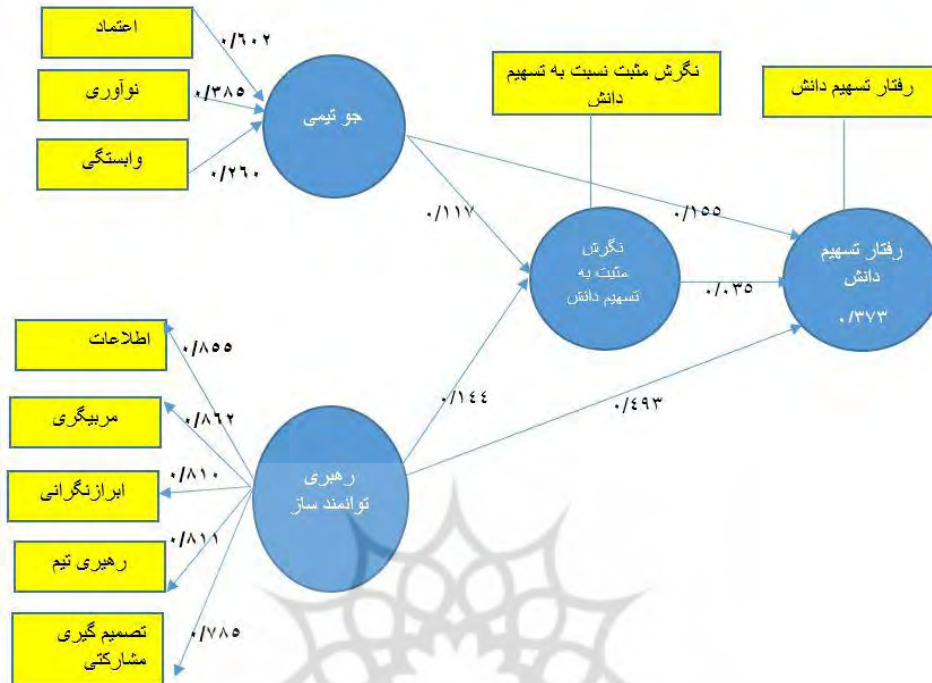 اعتماد
۰/۶۰۲
نوآوری
۰/۳۸۵
وابستگی
۰/۲۶۰
جو تیمی
نگرش مثبت نسبت به تسهیم
دانش
رفتار تسهیم دانش
۰/۱۱۷
۰/۱۵۵
نگرش
مثبت به
تسهیم دانش
۰/۰۳۵
رفتار تسهیم
دانش
۰/۳۷۳
اطلاعات
۰/۸۵۵
مربیگری
۰/۸۶۲
ابرازنگرانی
۰/۸۱۰
رهبری تیم
۰/۸۱۱
تصمیم گیری
مشارکتی
۰/۷۸۵
رهبری
توانمند ساز
۰/۱۴۴
۰/۴۹۳